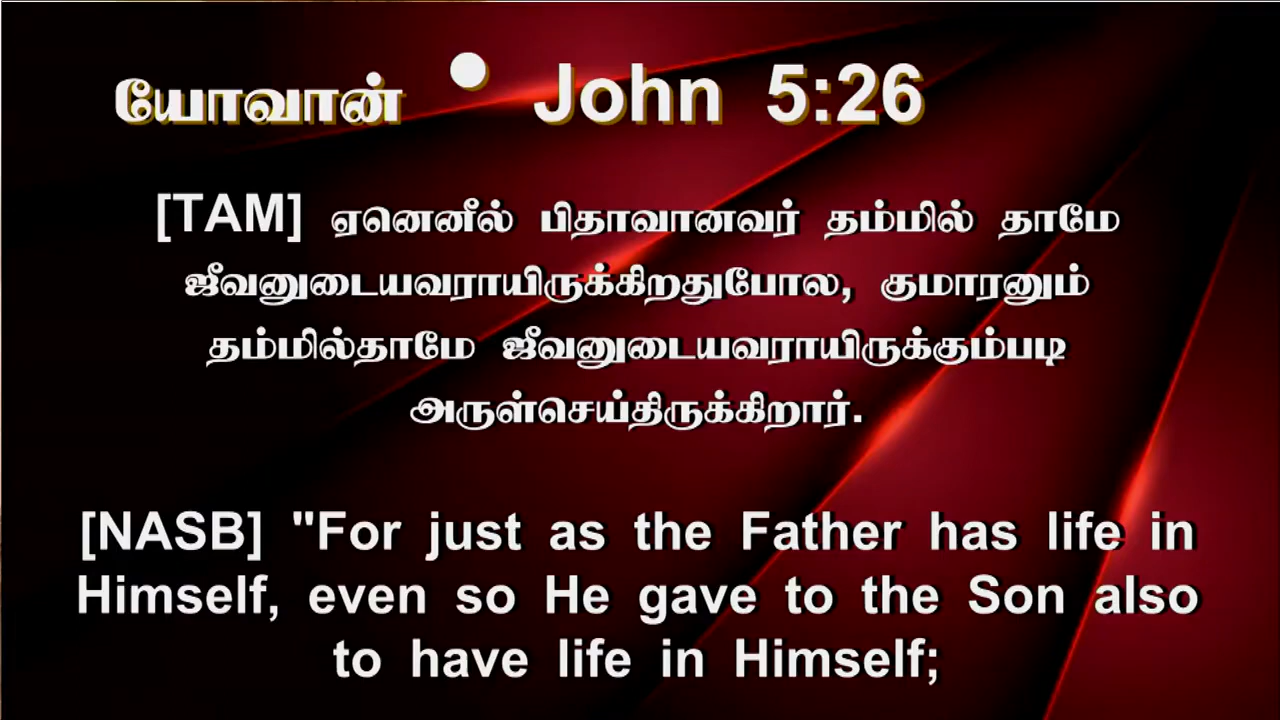 யோவான் • John 5:26
[TAM] ஏனெனில் பிதாவானவர் தம்மில் தாமே
ஜீவனுடையவராயிருக்கிறதுபோல, குமாரனும்
தம்மில்தாமே ஜீவனுடையவராயிருக்கும்படி
அருள்செய்திருக்கிறார்.
[NASB] "For just as the Father has life in
Himself, even so He gave to the Son also
to have life in Himself;